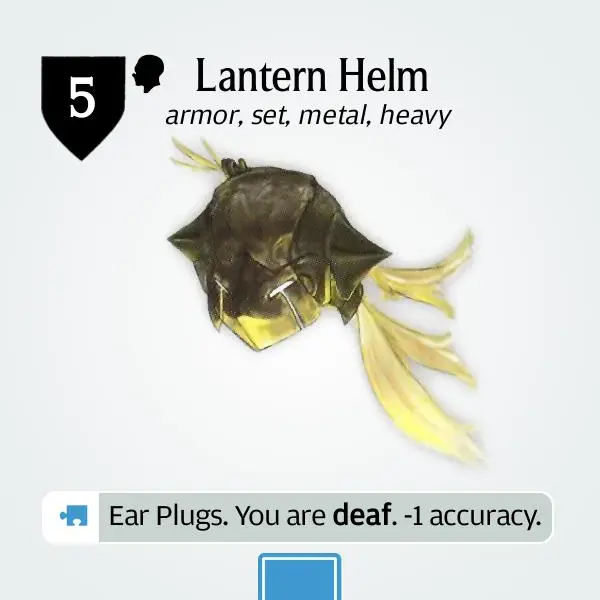 5
Lantern Helm
armor, set, metal, heavy
Ear Plugs. You are deaf. -1 accuracy.